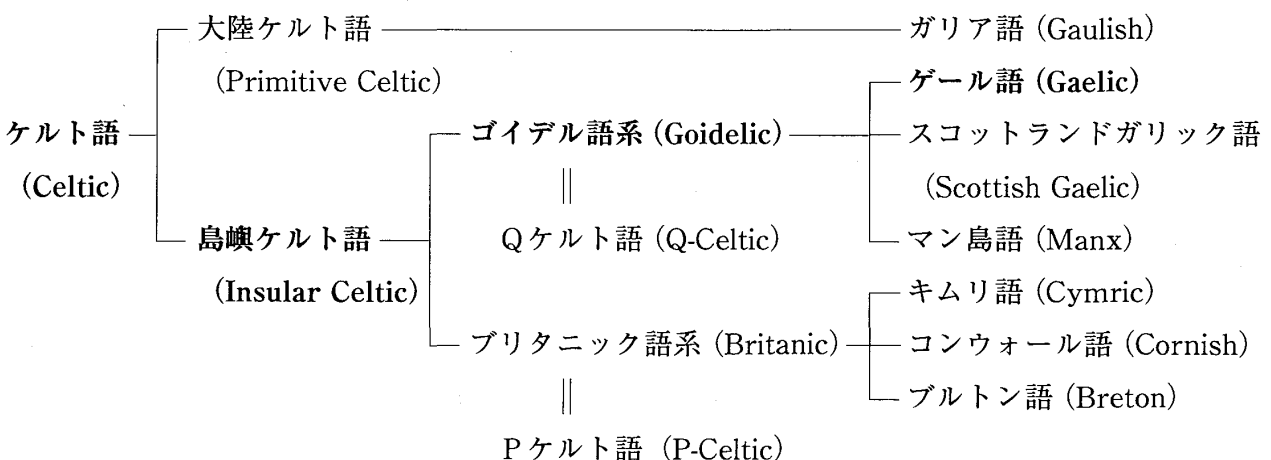 大陸ケルト語 ガリア語 (Gaulish)
(Primitive Celtic) ゲール語 (Gaelic)
ケルト語 ゴイデル語系 (Goidelic) スコットランドガリック語
(Celtic) || (Scottish Gaelic)
島嶼ケルト語 Qケルト語 (Q-Celtic) マン島語 (Manx)
(Insular Celtic) キムリ語 (Cymric)
ブリタニック語系 (Britanic) コンウォール語 (Cornish)
|| ブルトン語 (Breton)
Pケルト語 (P-Celtic)